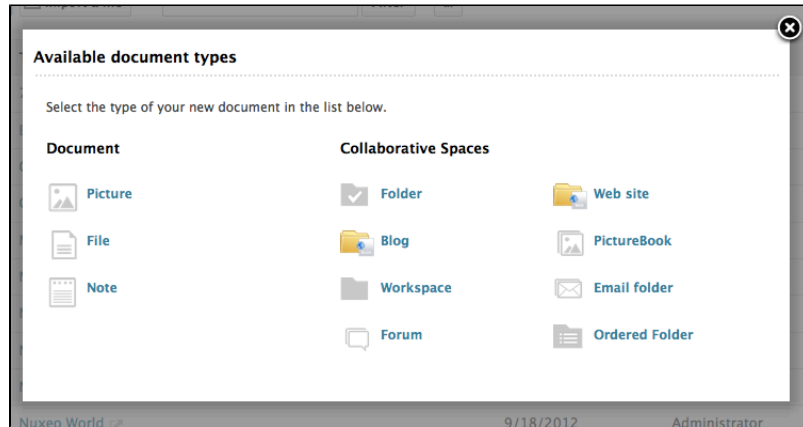 Available document types
Select the type of your new document in the list below.
Document
Collaborative Spaces
Picture
Folder
Web site
File
Blog
PictureBook
Note
Workspace
Email folder
Forum
Ordered Folder
Nuxeo World 9/18/2012 Administrator